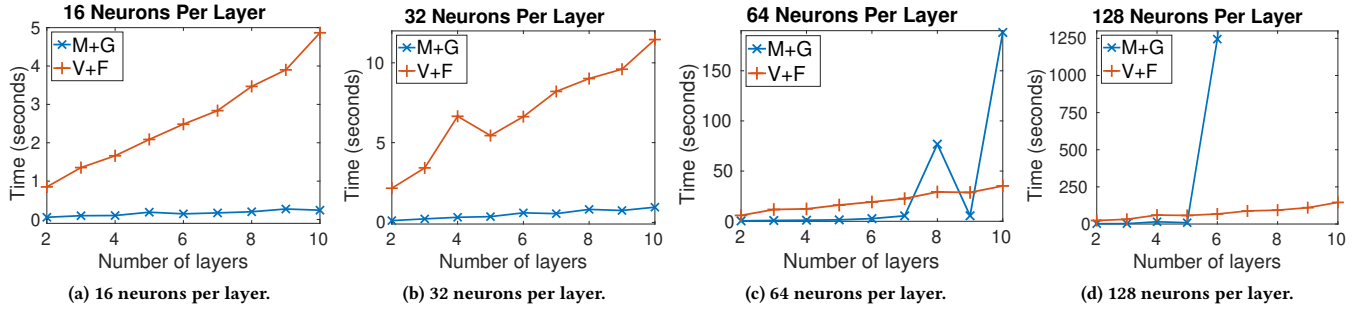 16 Neurons Per Layer
5
4
3
2
1
0
M+G
V+F
Time (seconds)
2 4 6 8 10
Number of layers
(a) 16 neurons per layer.
32 Neurons Per Layer
10
5
0
M+G
V+F
Time (seconds)
2 4 6 8 10
Number of layers
(b) 32 neurons per layer.
64 Neurons Per Layer
150
100
50
0
M+G
V+F
Time (seconds)
2 4 6 8 10
Number of layers
(c) 64 neurons per layer.
128 Neurons Per Layer
1250
1000
750
500
250
0
M+G
V+F
Time (seconds)
2 4 6 8 10
Number of layers
(d) 128 neurons per layer.